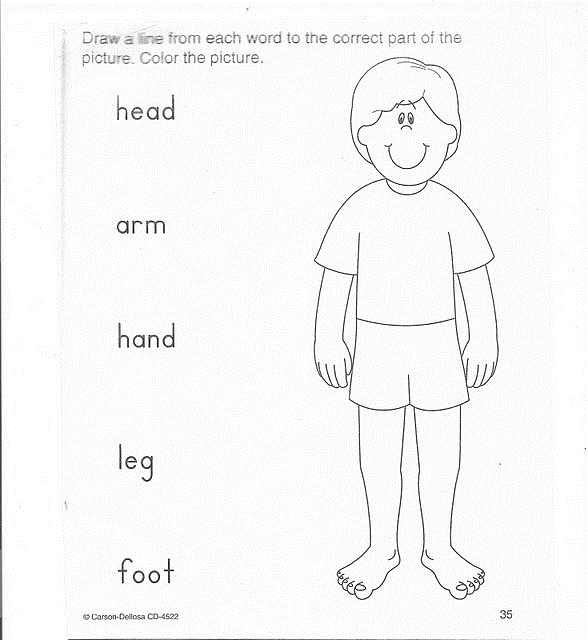 Draw a line from each word to the correct part of the
picture. Color the picture.
head
arm
hand
leg
foot
© Carson-Dellosa CD-4522
35